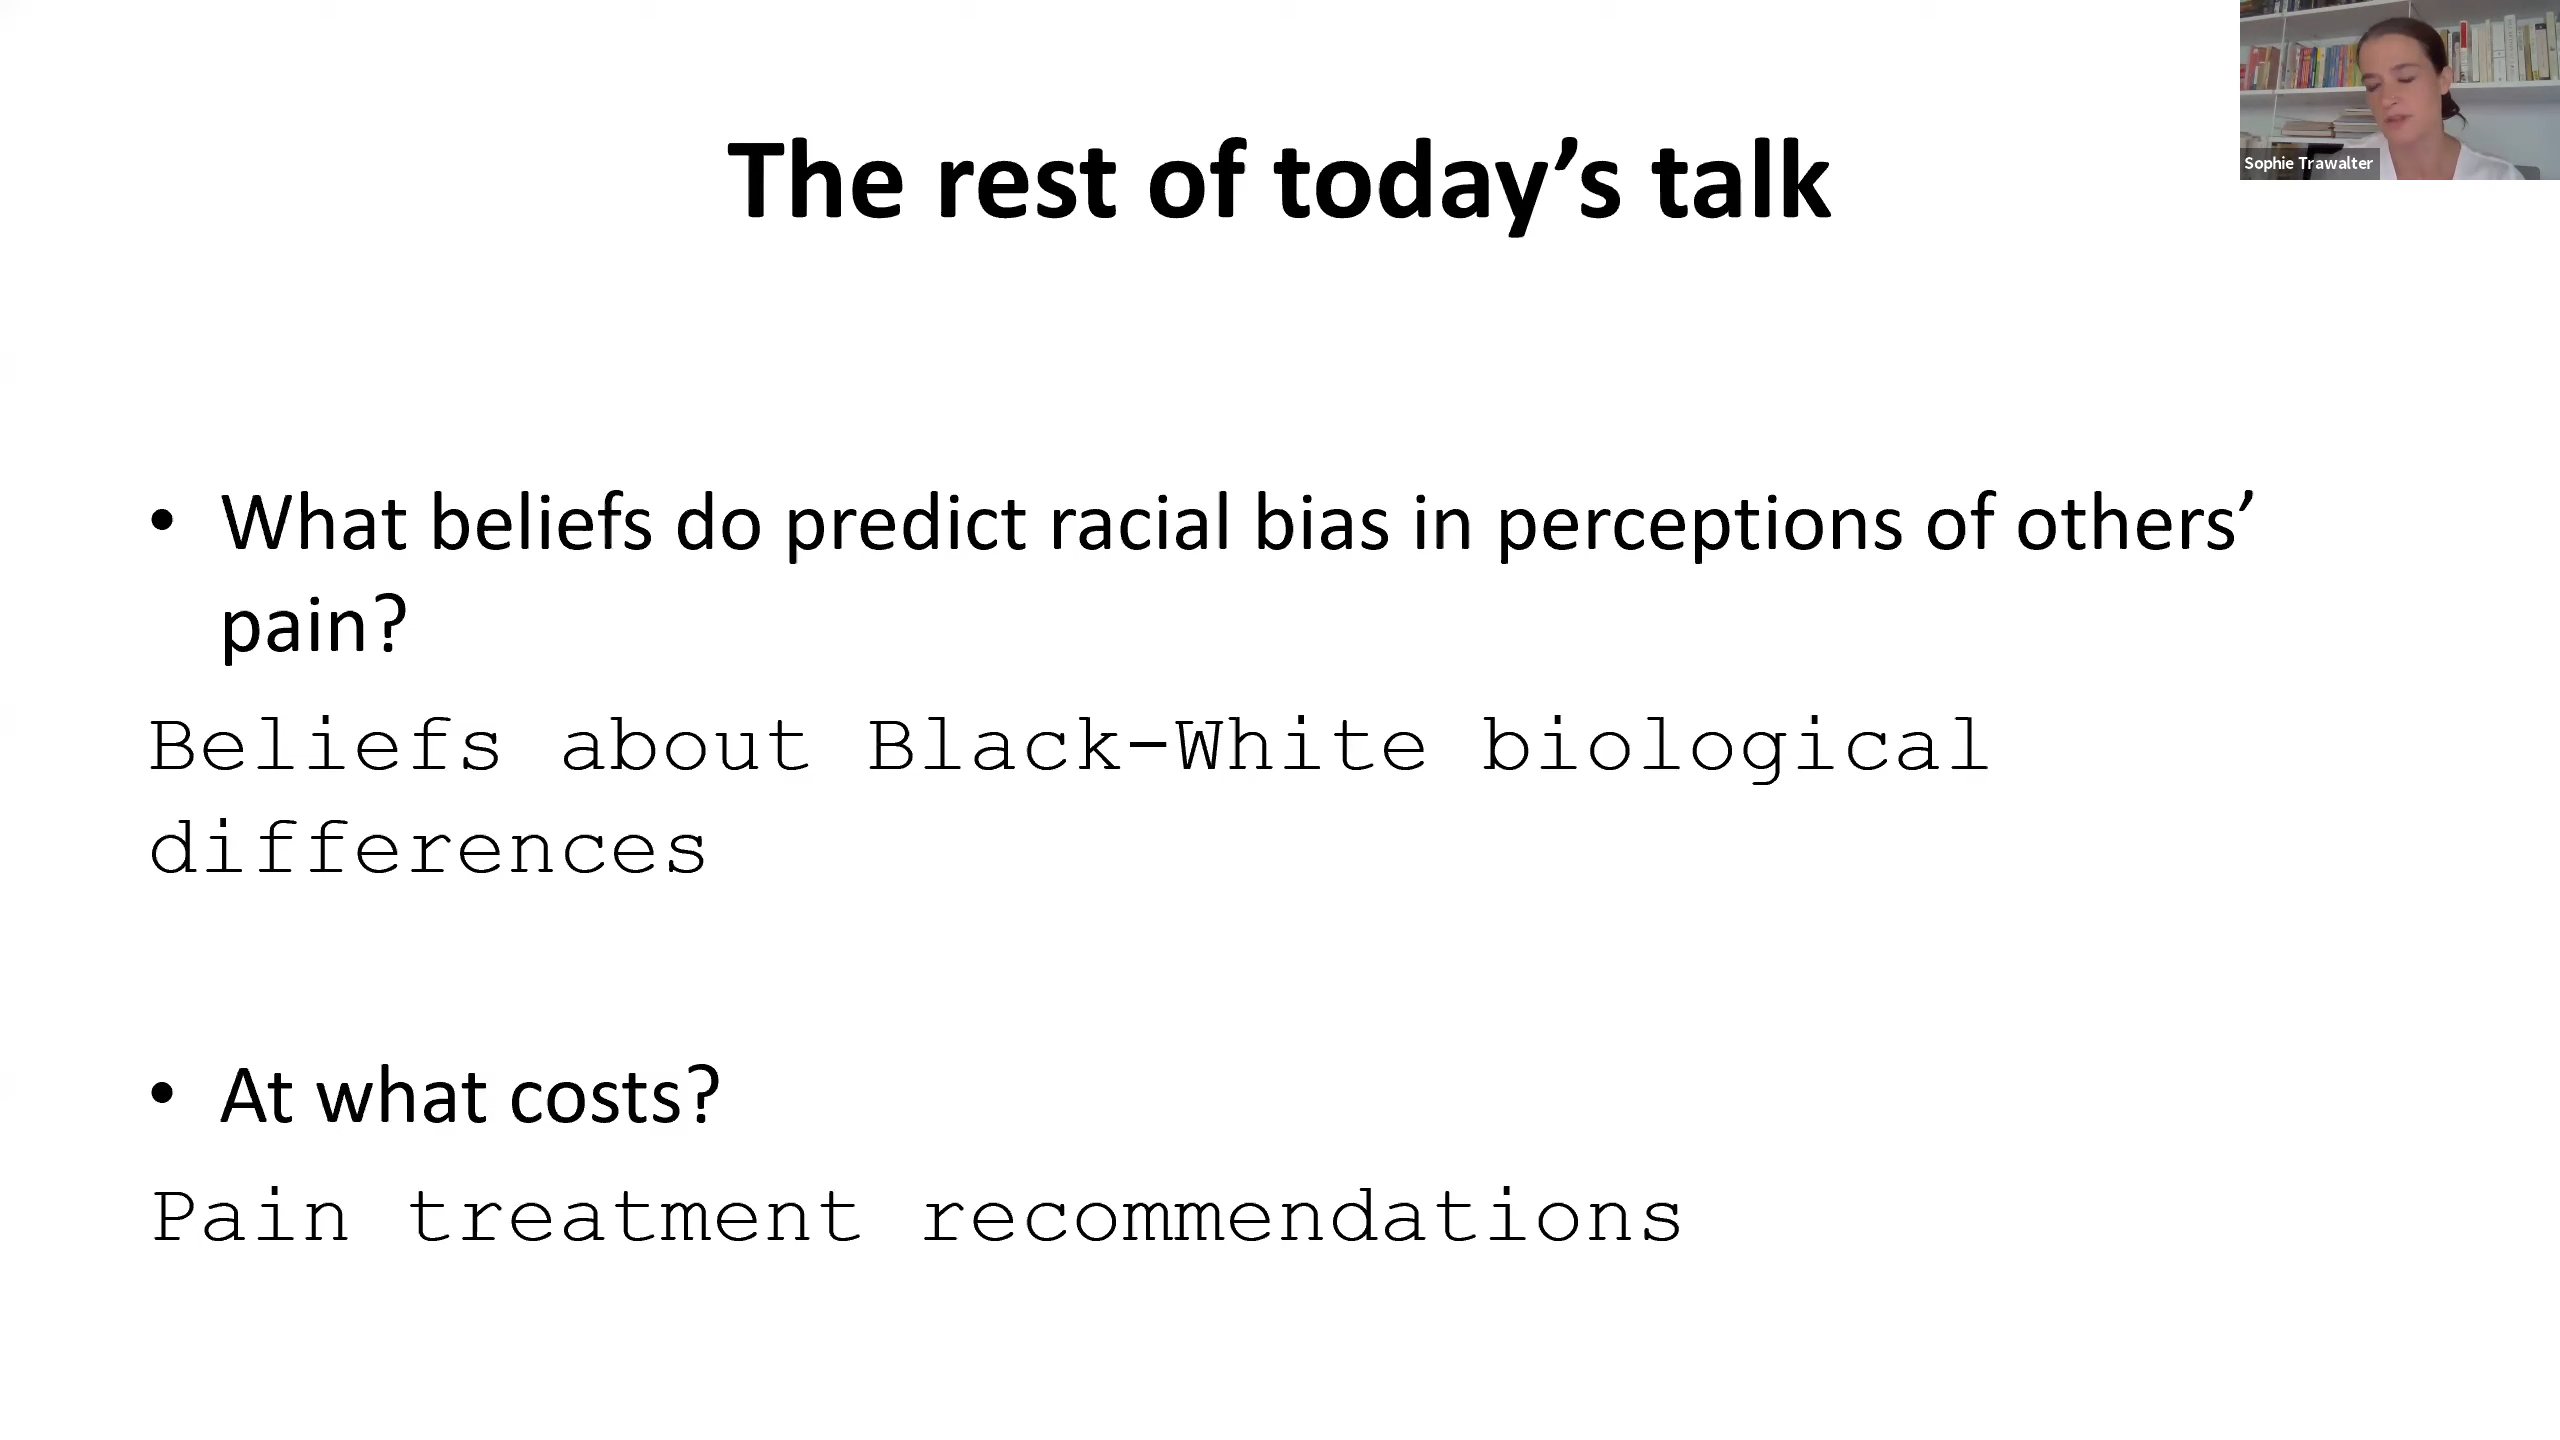 The rest of today’s talk
Sophie Trawalter
• What beliefs do predict racial bias in perceptions of others’
pain?
Beliefs about Black-White biological
differences
• At what costs?
Pain treatment recommendations